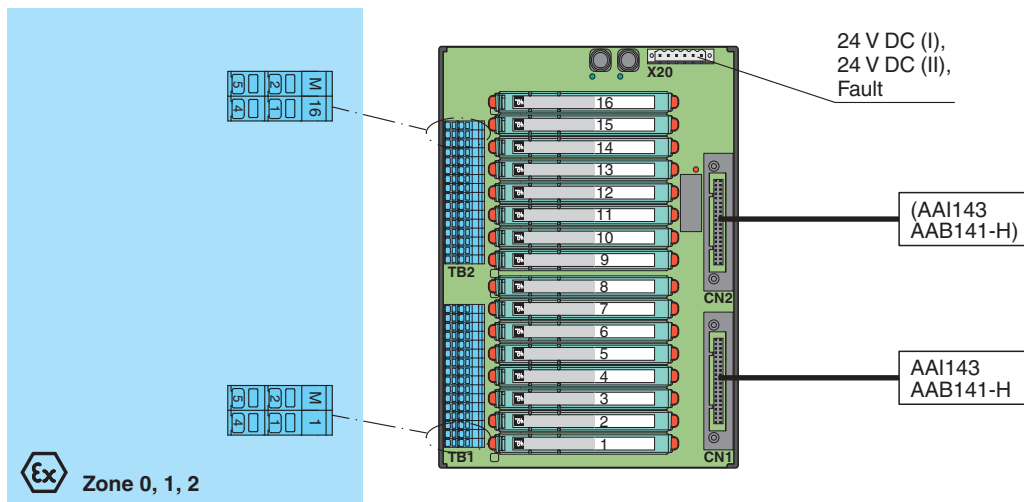 24 V DC (I),
24 V DC (II),
Fault
X20
5 2 M
4 1 16
16
15
14
13
12
11
10
9
TB2
(AAI143
AAB141-H)
CN2
8
7
6
5
4
3
2
1
TB1
AAI143
AAB141-H
CN1
5 2 M
4 1 1
Ex Zone 0, 1, 2